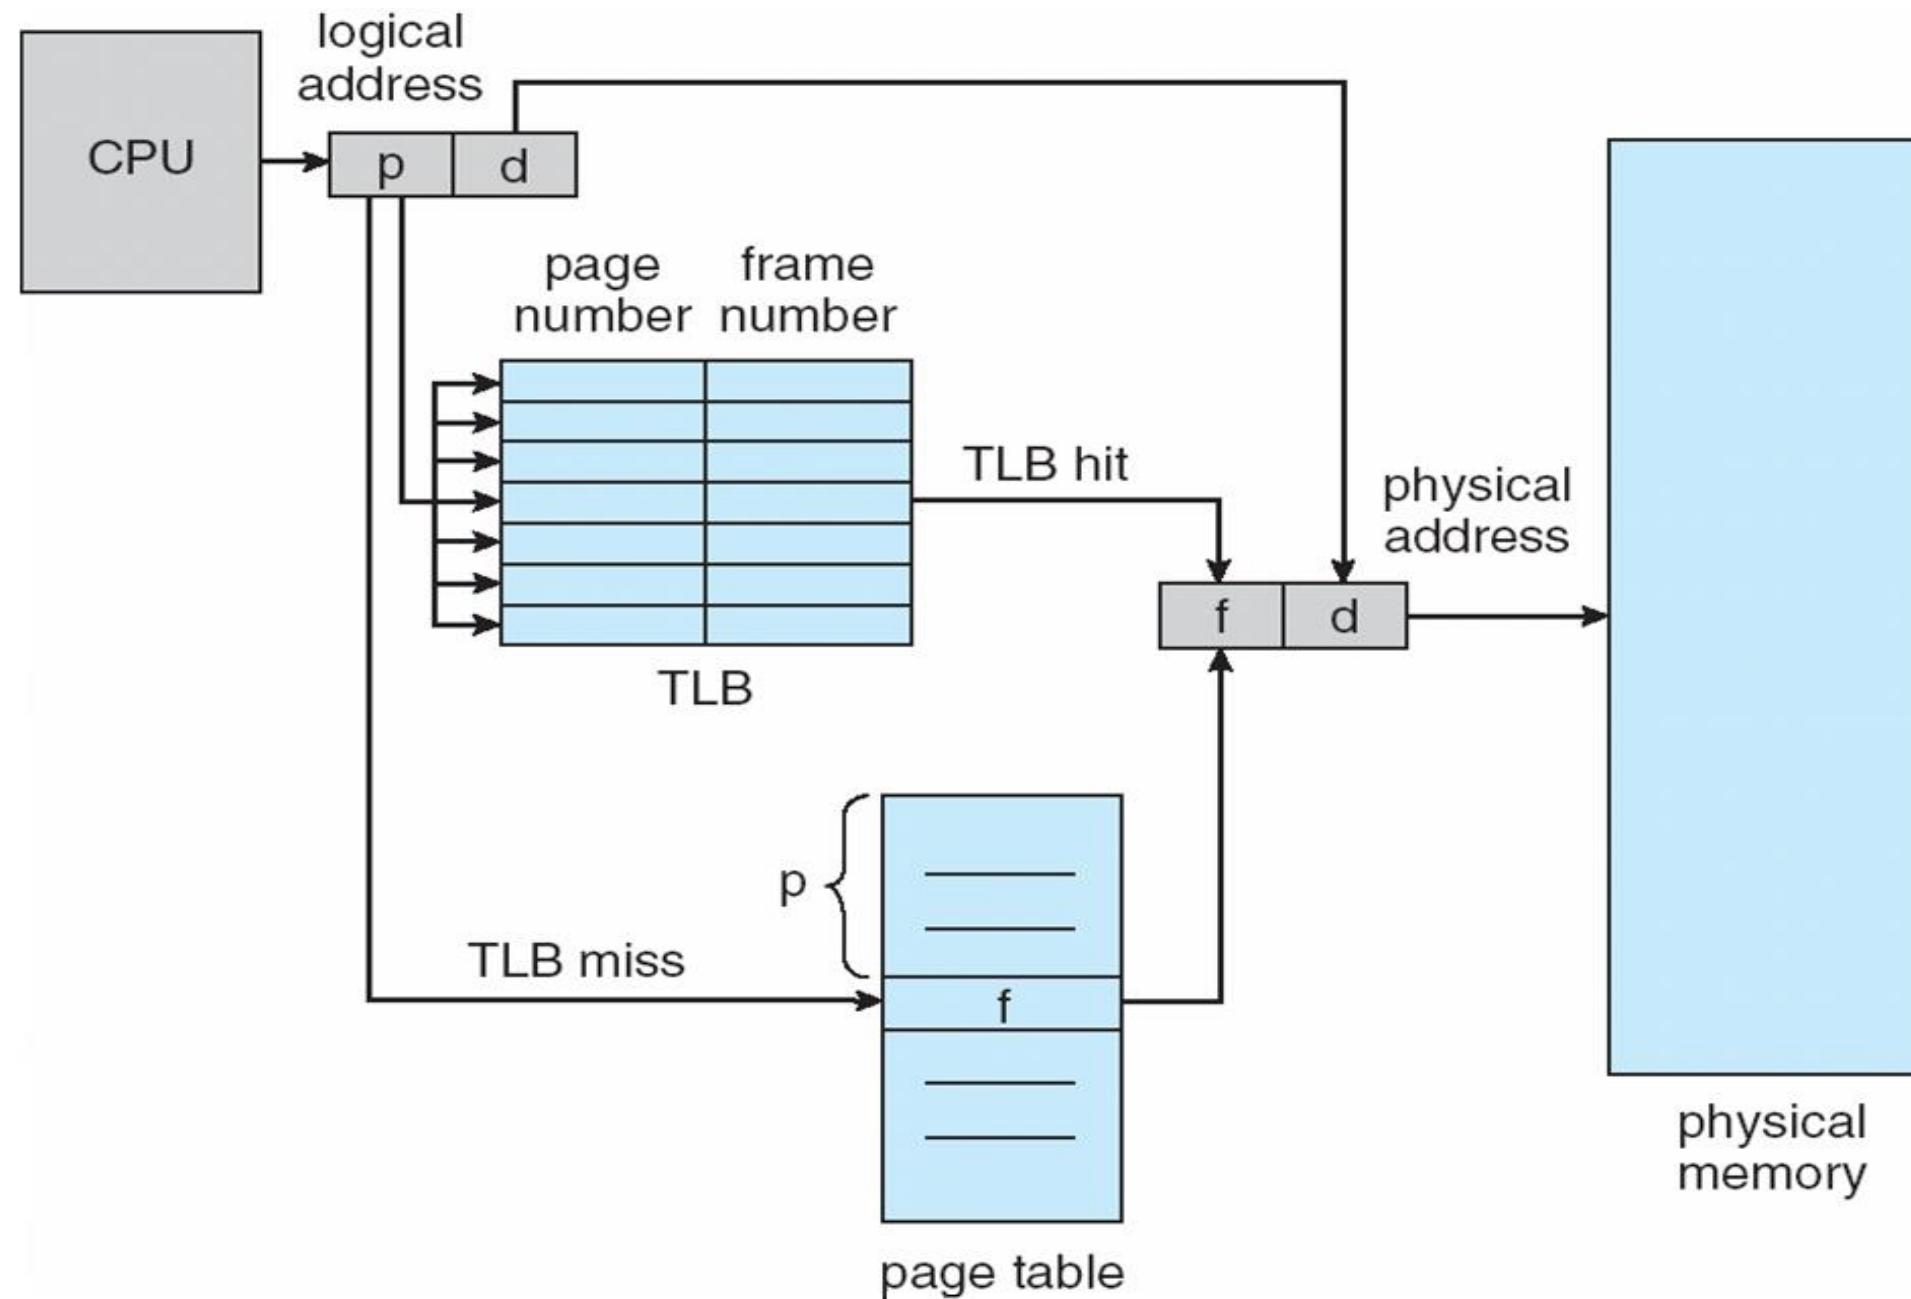 logical
address
CPU
p
d
page
number
frame
number
TLB hit
physical
address
f
d
TLB
p
TLB miss
f
physical
memory
page table